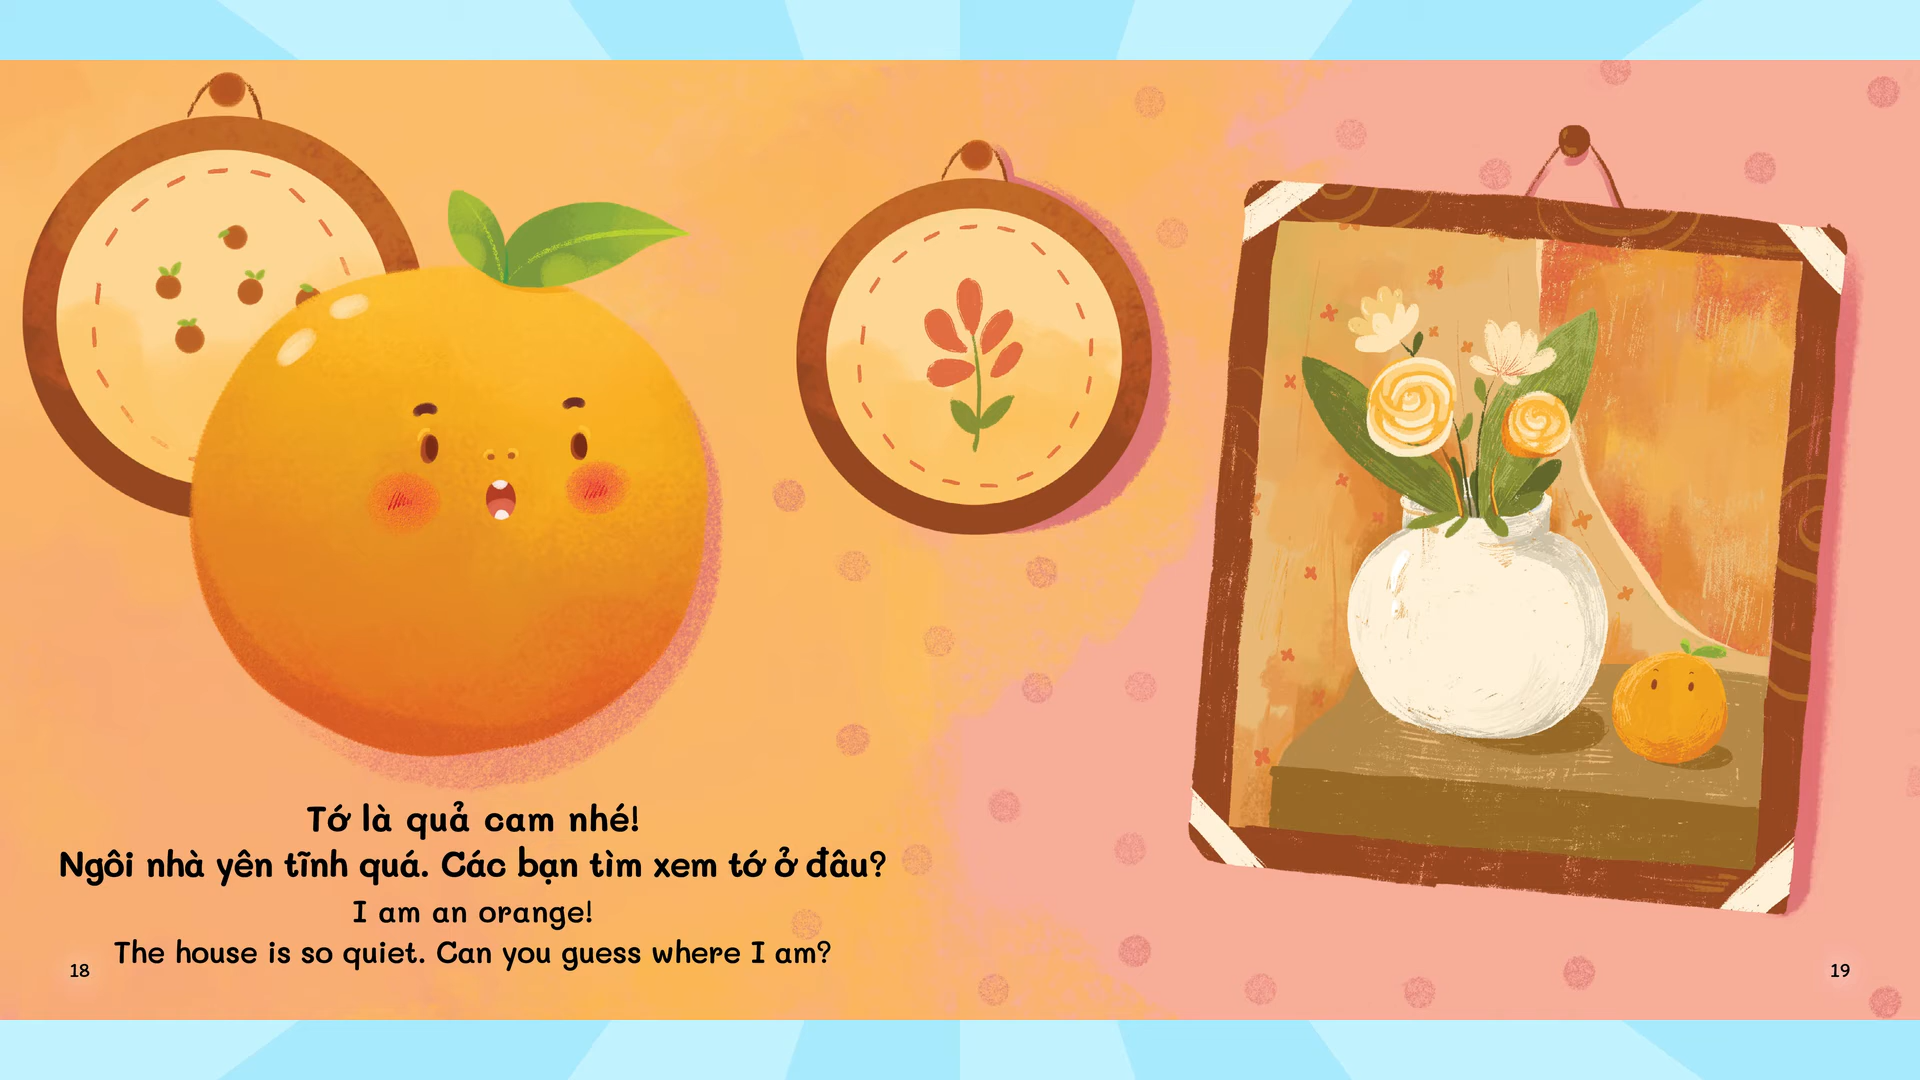 Tớ là quả cam nhé!
Ngôi nhà yên tĩnh quá. Các bạn tìm xem tớ ở đâu?
I am an orange!
The house is so quiet. Can you guess where I am?
18
19